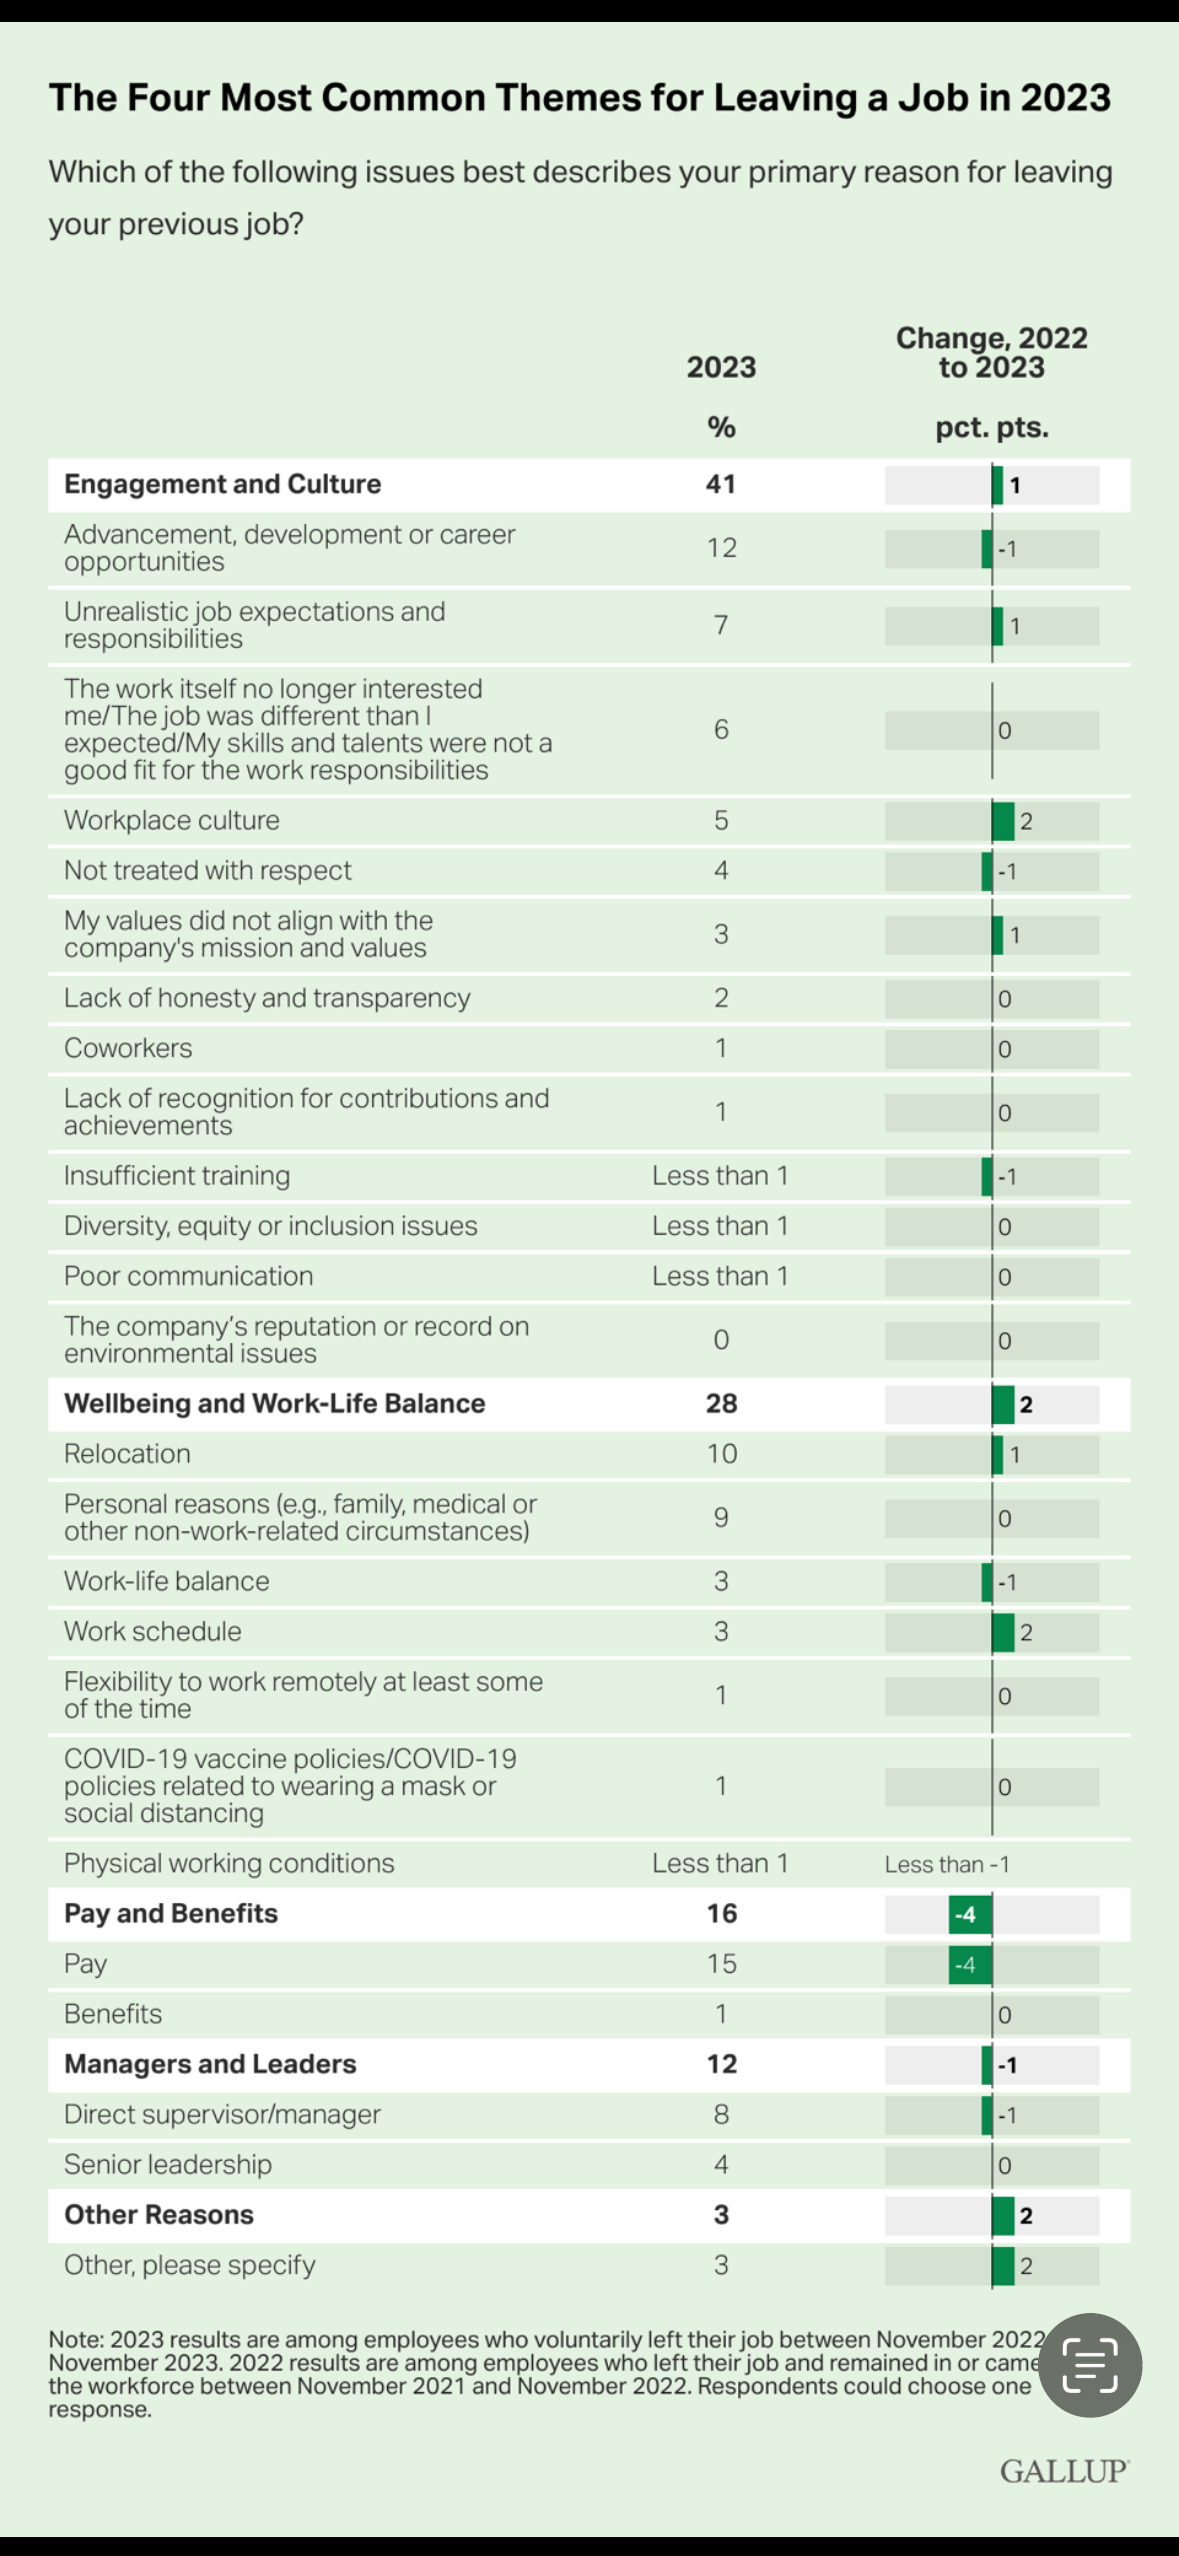 The Four Most Common Themes for Leaving a Job in 2023
Which of the following issues best describes your primary reason for leaving
your previous job?
Change, 2022
2023 to 2023
% pct. pts.
Engagement and Culture 41 1
Advancement, development or career
opportunities 12 -1
Unrealistic job expectations and
responsibilities 7 1
The work itself no longer interested
me/The job was different than I
expected/My skills and talents were not a
good fit for the work responsibilities 6 0
Workplace culture 5 2
Not treated with respect 4 -1
My values did not align with the
company's mission and values 3 1
Lack of honesty and transparency 2 0
Coworkers 1 0
Lack of recognition for contributions and
achievements 1 0
Insufficient training Less than 1 -1
Diversity, equity or inclusion issues Less than 1 0
Poor communication Less than 1 0
The company’s reputation or record on
environmental issues 0 0
Wellbeing and Work-Life Balance 28 2
Relocation 10 1
Personal reasons (e.g., family, medical or
other non-work-related circumstances) 9 0
Work-life balance 3 -1
Work schedule 3 2
Flexibility to work remotely at least some
of the time 1 0
COVID-19 vaccine policies/COVID-19
policies related to wearing a mask or
social distancing 1 0
Physical working conditions Less than 1 Less than -1
Pay and Benefits 16 -4
Pay 15 -4
Benefits 1 0
Managers and Leaders 12 -1
Direct supervisor/manager 8 -1
Senior leadership 4 0
Other Reasons 3 2
Other, please specify 3 2
Note: 2023 results are among employees who voluntarily left their job between November 2022
November 2023. 2022 results are among employees who left their job and remained in or came
the workforce between November 2021 and November 2022. Respondents could choose one
response.
GALLUP